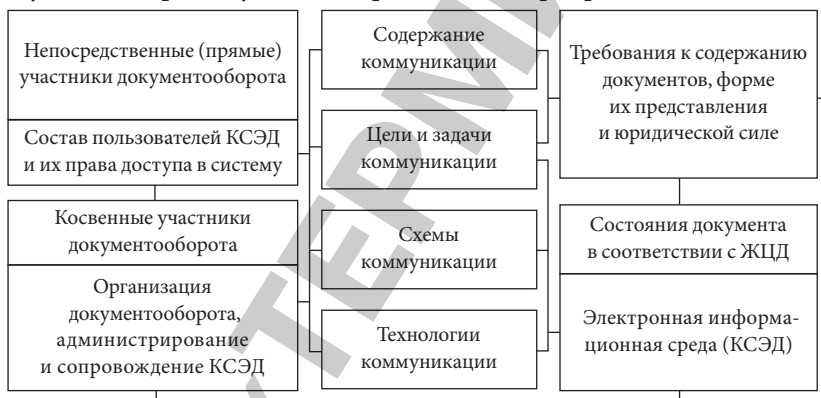 Непосредственные (прямые)
участники документооборота
Состав пользователей КСЭД
и их права доступа в систему
Косвенные участники
документооборота
Организация
документооборота,
администрирование
и сопровождение КСЭД
Содержание
коммуникации
Цели и задачи
коммуникации
Схемы
коммуникации
Технологии
коммуникации
Требования к содержанию
документов, форме
их представления
и юридической силе
Состояния документа
в соответствии с ЖЦД
Электронная информа-
ционная среда (КСЭД)